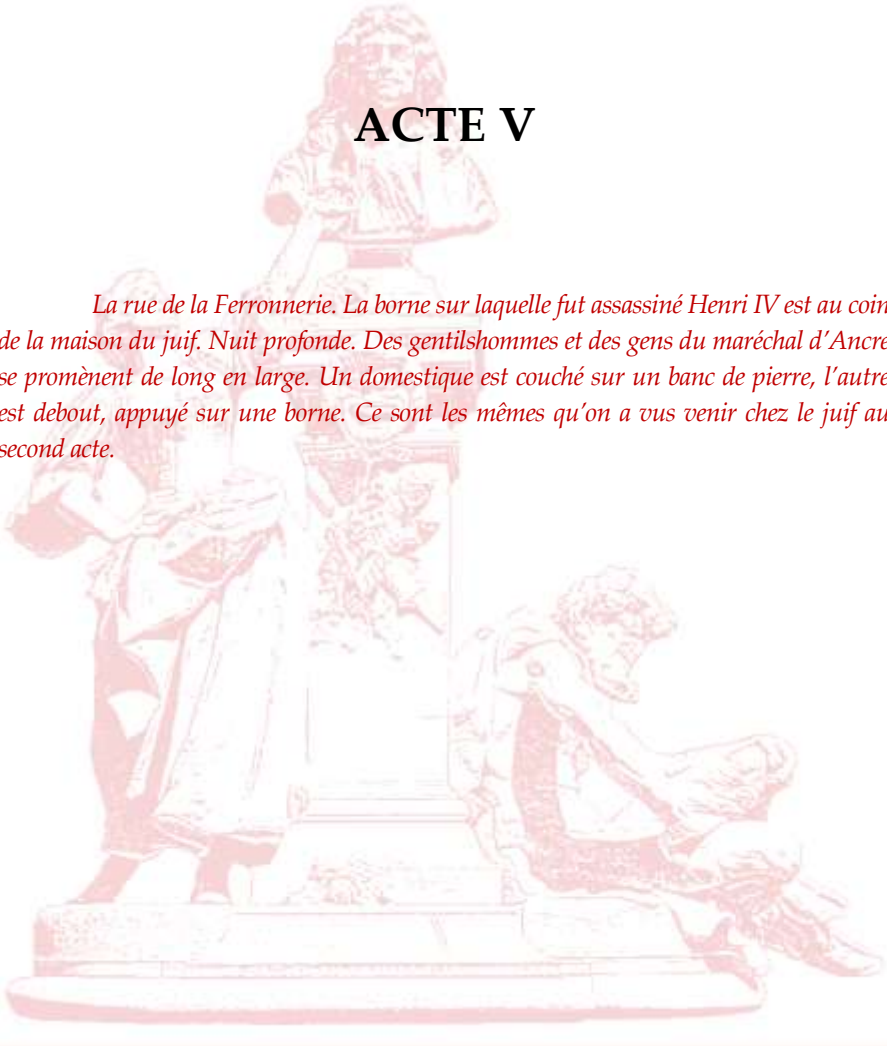 ACTE V
La rue de la Ferronnerie. La borne sur laquelle fut assassiné Henri IV est au coin
de la maison du juif. Nuit profonde. Des gentilshommes et des gens du maréchal d’Ancre
se promènent de long en large. Un domestique est couché sur un banc de pierre, l’autre
est debout, appuyé sur une borne. Ce sont les mêmes qu’on a vus venir chez le juif au
second acte.